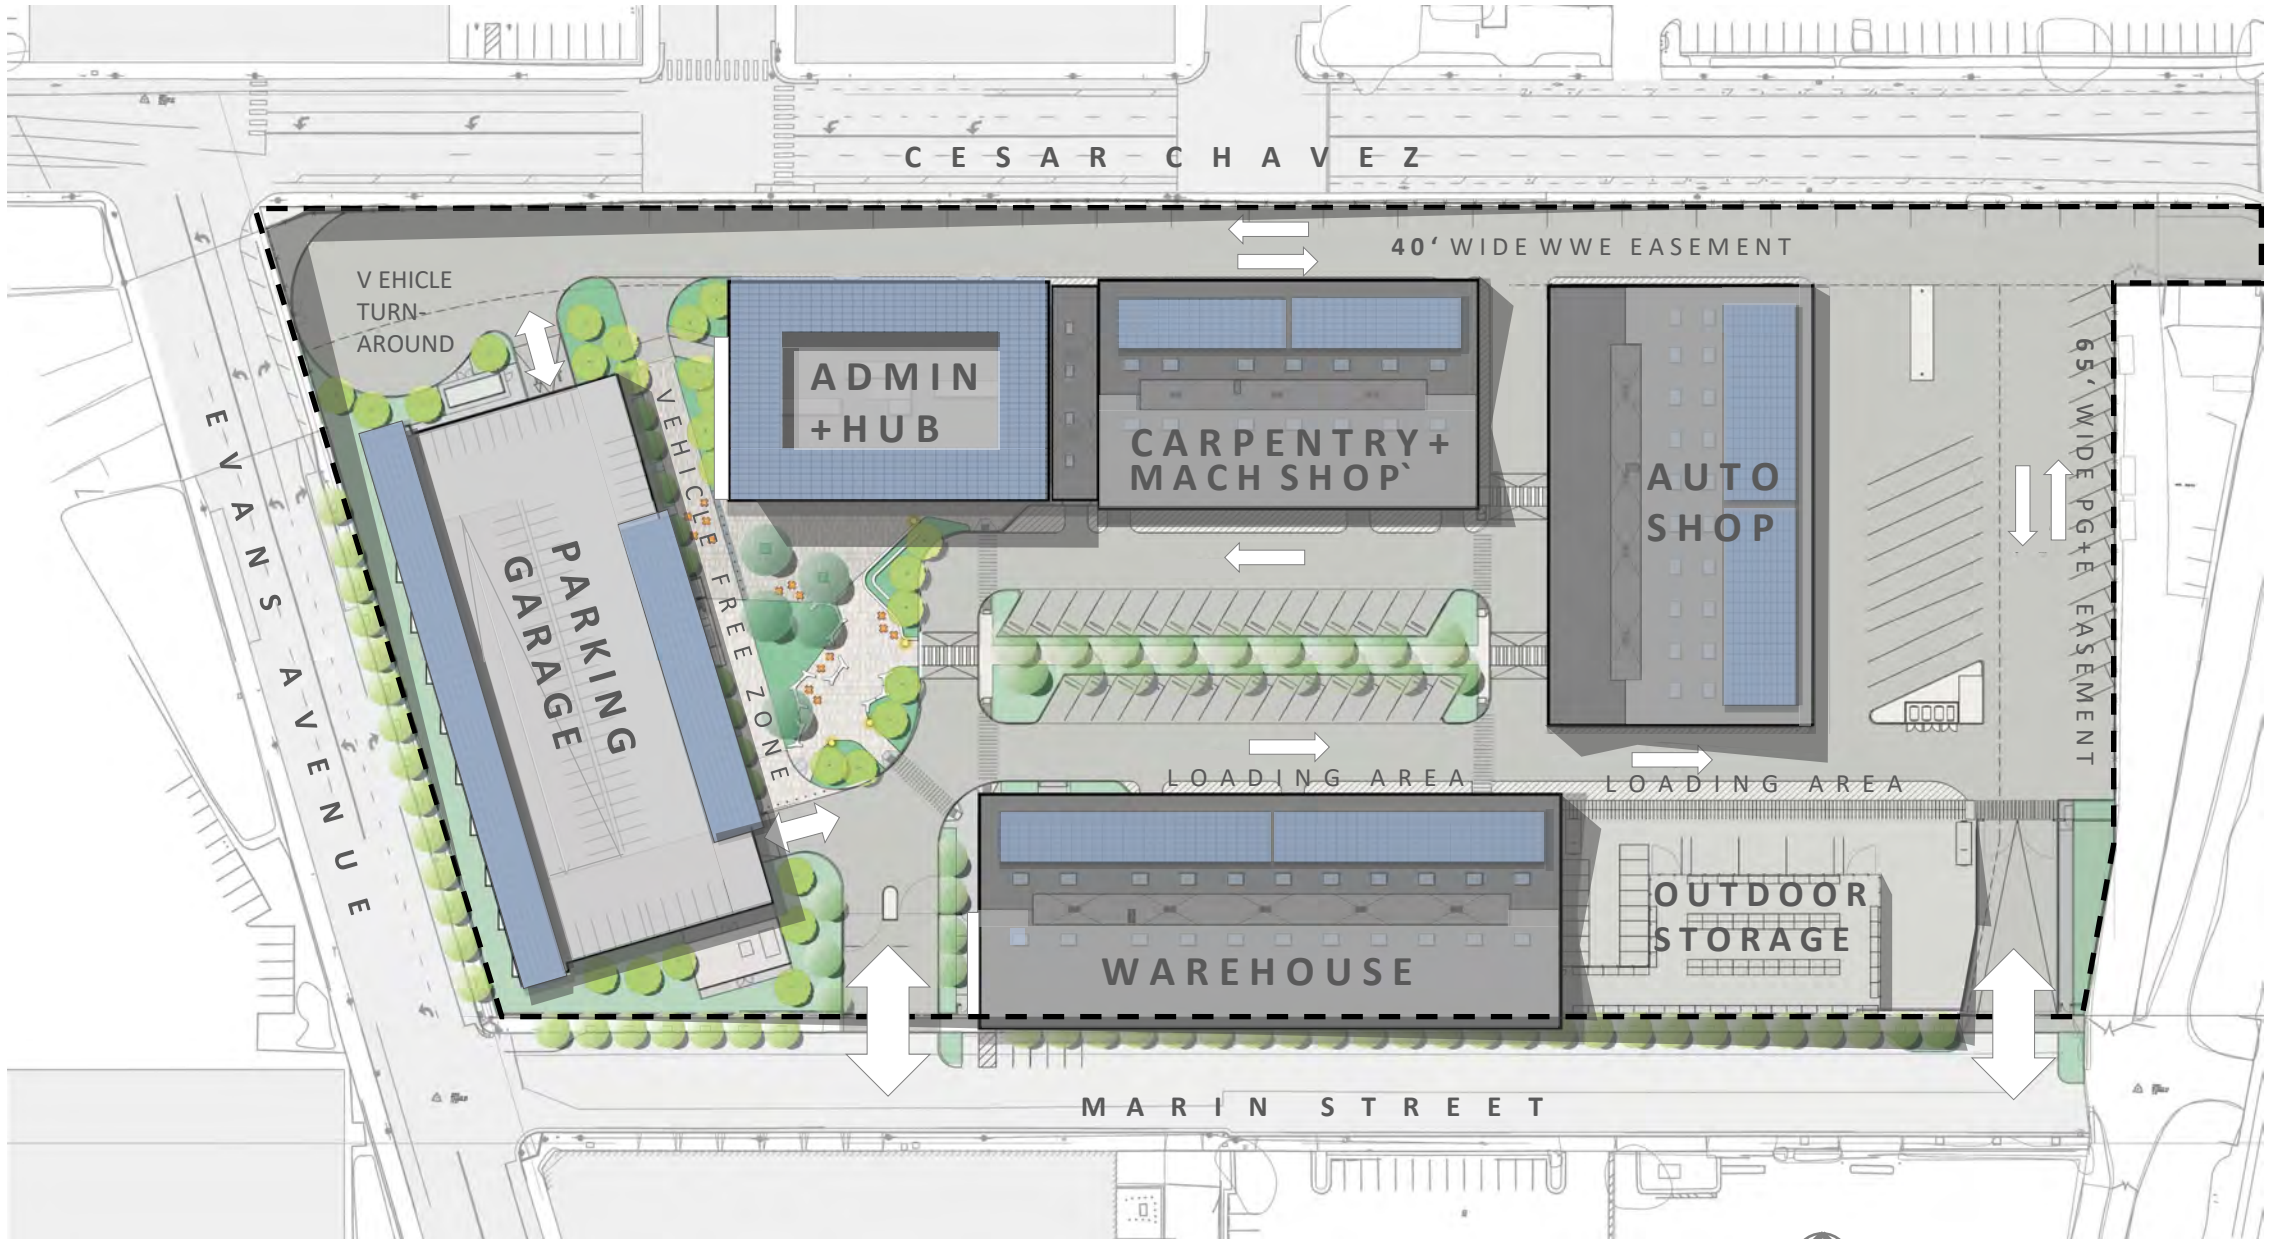 CESAR CHAVEZ
40‘ WIDE WWE EASEMENT
V EHICLE
TURN-
AROUND
65‘ WIDE PG+E EASEMENT
ADMIN
+HUB
CARPENTRY+
MACH SHOP`
AUTO
SHOP
EVANS AVENUE
VEHICLE FREE ZONE
PARKING
GARAGE
LOADING AREA
LOADING AREA
OUTDOOR
STORAGE
WAREHOUSE
MARIN STREET